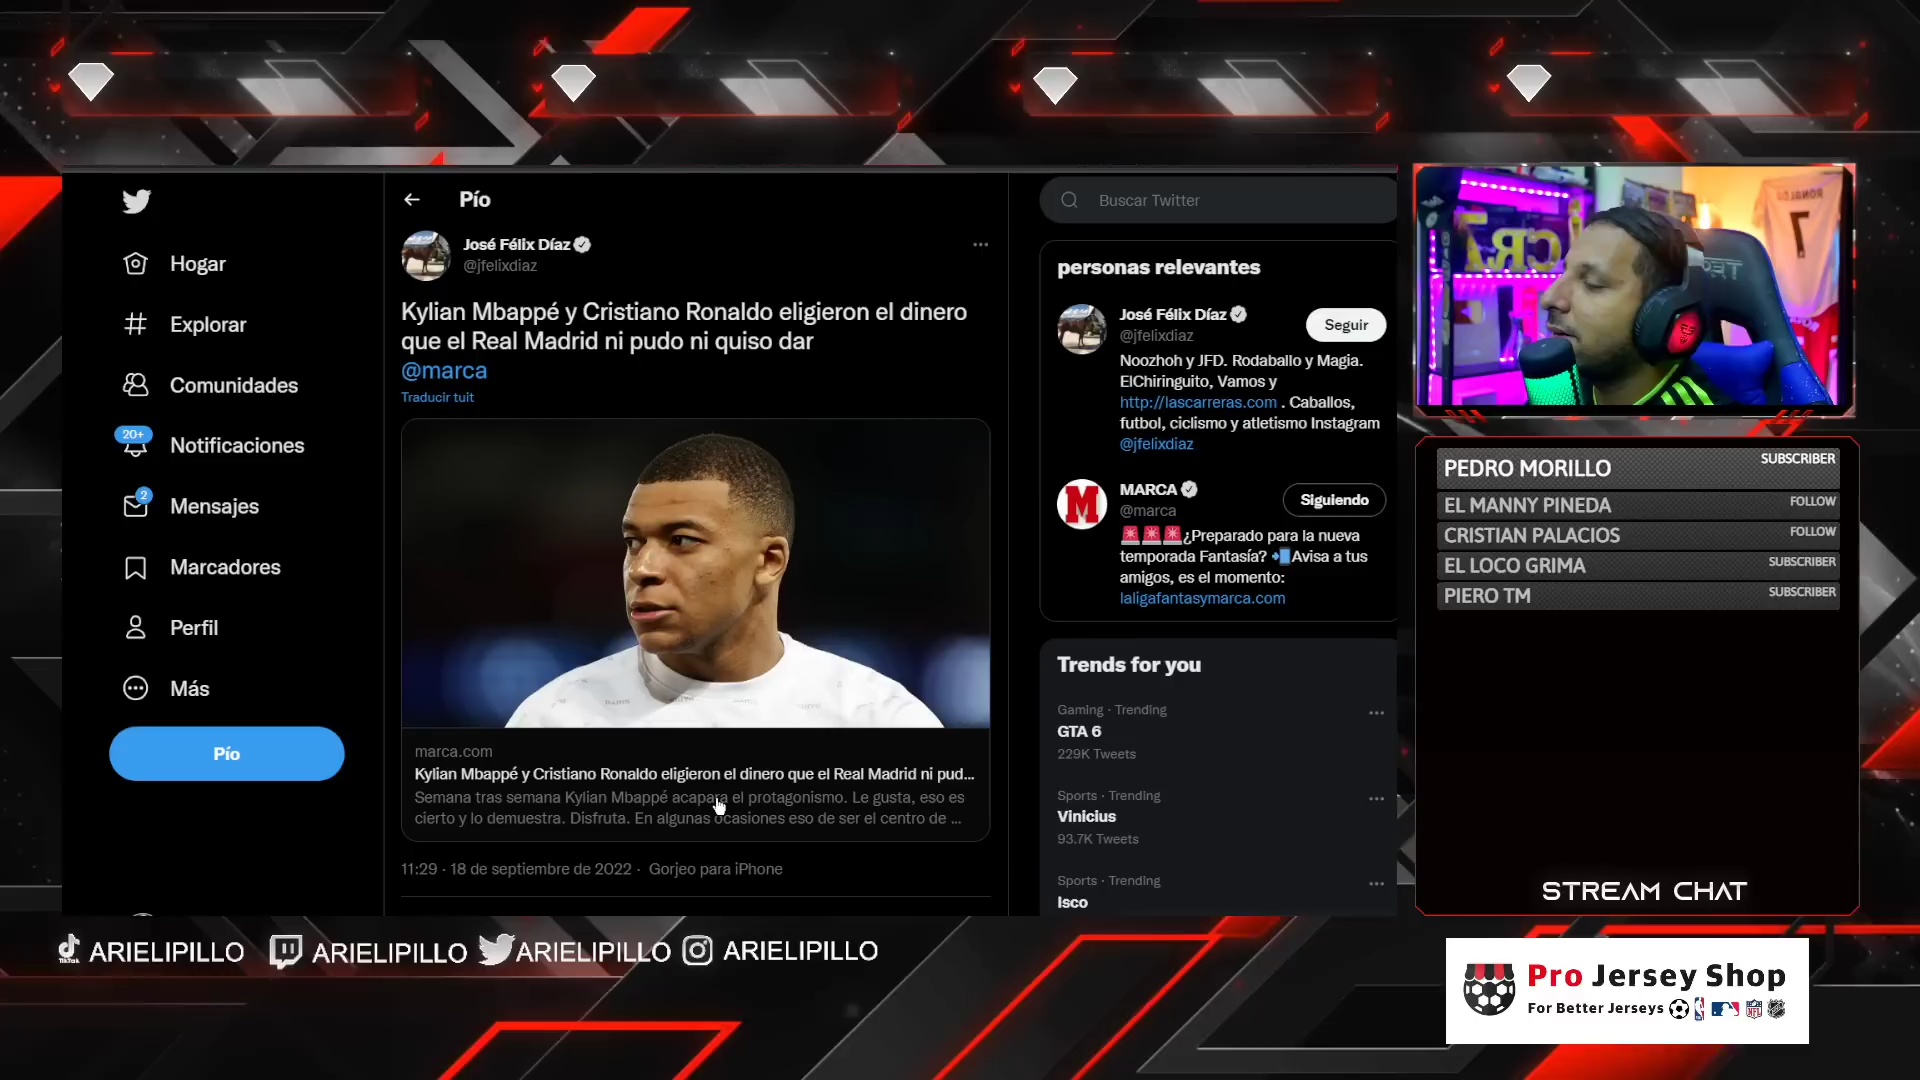 Pío
Buscar Twitter
José Félix Díaz
@jfelixdiaz
Hogar
Explorar
Comunidades
20+
Notificaciones
2
Mensajes
Marcadores
Perfil
Más
Pío
Kylian Mbappé y Cristiano Ronaldo eligieron el dinero
que el Real Madrid ni pudo ni quiso dar
@marca
Traducir tuit
marca.com
Kylian Mbappé y Cristiano Ronaldo eligieron el dinero que el Real Madrid ni pud...
Semana tras semana Kylian Mbappé acapara el protagonismo. Le gusta, eso es
cierto y lo demuestra. Disfruta. En algunas ocasiones eso de ser el centro de ...
11:29 · 18 de septiembre de 2022 · Gorjeo para iPhone
personas relevantes
José Félix Díaz
Seguir
@jfelixdiaz
Noozhoh y JFD. Rodaballo y Magia.
ElChiringuito, Vamos y
http://lascarreras.com . Caballos,
futbol, ciclismo y atletismo Instagram
@jfelixdiaz
M
MARCA
Siguiendo
@marca
¿Preparado para la nueva
temporada Fantasía? Avisa a tus
amigos, es el momento:
laligafantasymarca.com
Trends for you
Gaming · Trending
GTA 6
229K Tweets
Sports · Trending
Vinicius
93.7K Tweets
Sports · Trending
Isco
CR7
RONALDO
7
PEDRO MORILLO SUBSCRIBER
EL MANNY PINEDA FOLLOW
CRISTIAN PALACIOS FOLLOW
EL LOCO GRIMA SUBSCRIBER
PIERO TM SUBSCRIBER
STREAM CHAT
ARIELIPILLO ARIELIPILLO ARIELIPILLO ARIELIPILLO
Pro Jersey Shop
For Better Jerseys